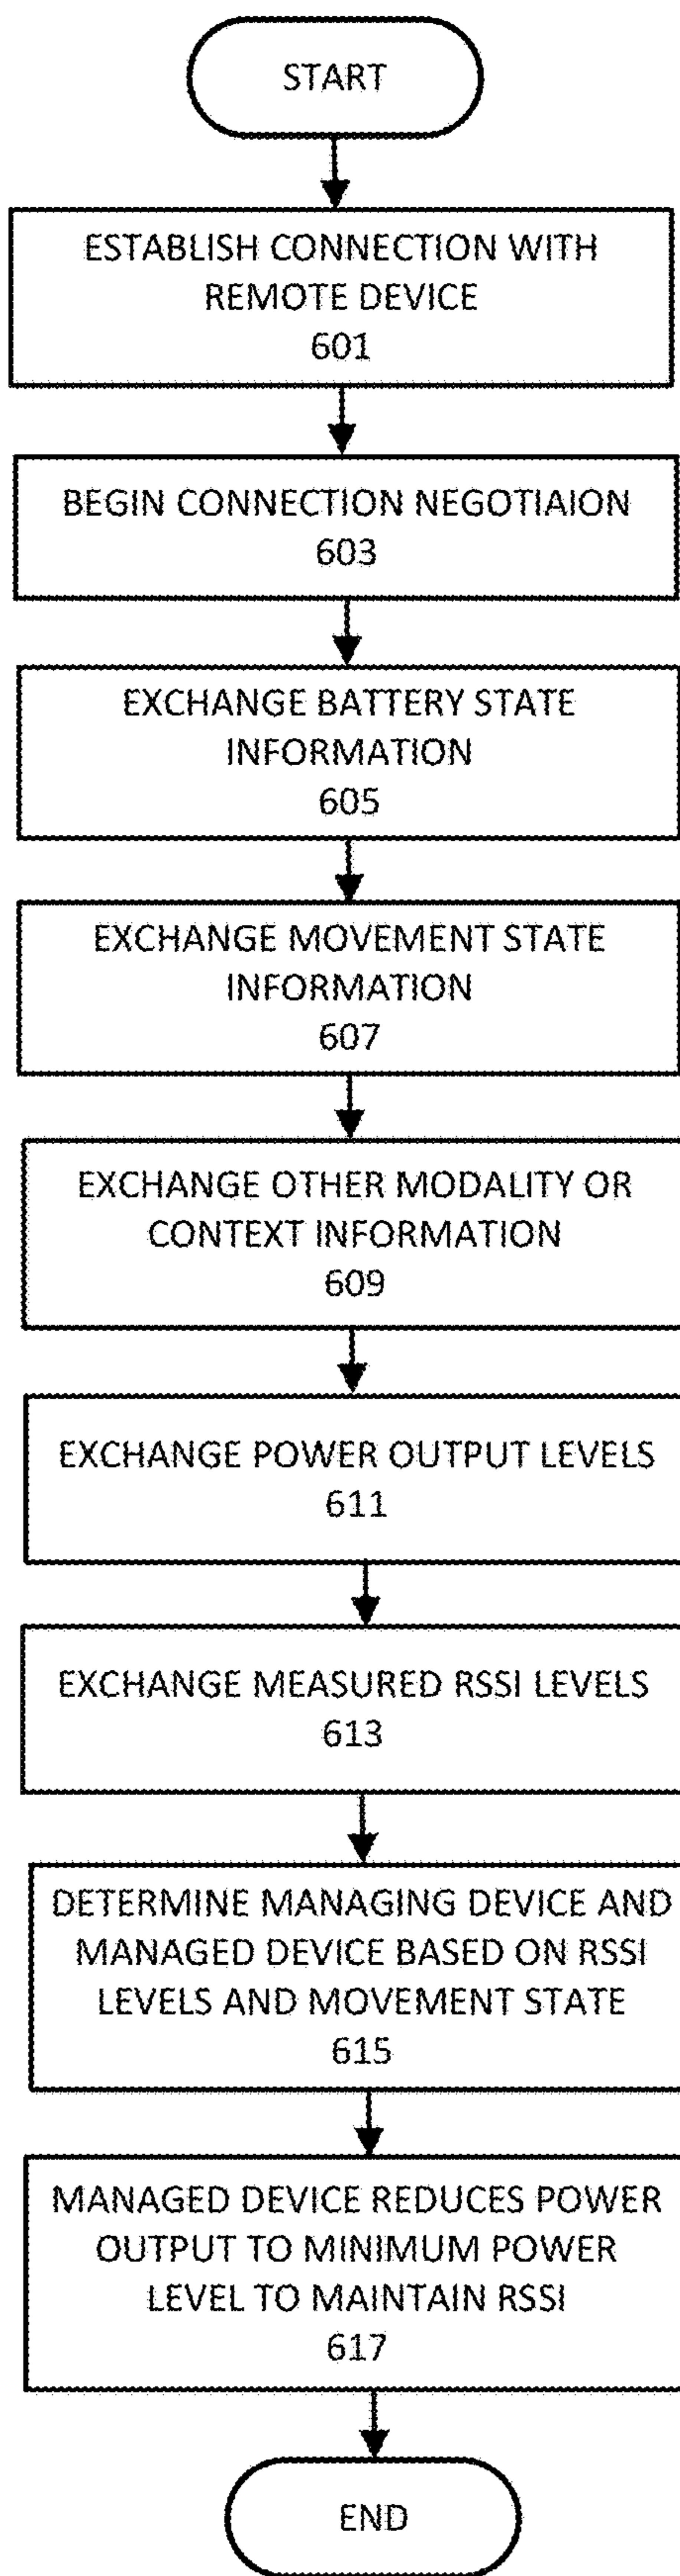 START
ESTABLISH CONNECTION WITH
REMOTE DEVICE
601
BEGIN CONNECTION NEGOTIAION
603
EXCHANGE BATTERY STATE
INFORMATION
605
EXCHANGE MOVEMENT STATE
INFORMATION
607
EXCHANGE OTHER MODALITY OR
CONTEXT INFORMATION
609
EXCHANGE POWER OUTPUT LEVELS
611
EXCHANGE MEASURED RSSI LEVELS
613
DETERMINE MANAGING DEVICE AND
MANAGED DEVICE BASED ON RSSI
LEVELS AND MOVEMENT STATE
615
MANAGED DEVICE REDUCES POWER
OUTPUT TO MINIMUM POWER
LEVEL TO MAINTAIN RSSI
617
END